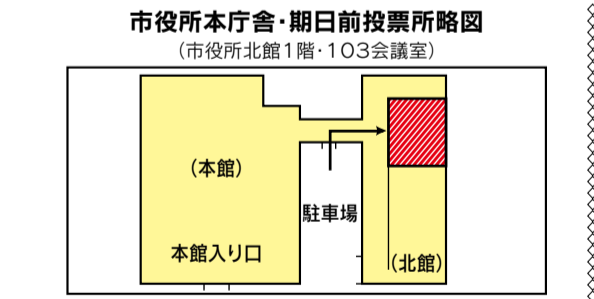 市役所本庁舎・期日前投票所略図
（市役所北館１階・１０３会議室）
（本館）
駐車場
本館入り口
（北館）